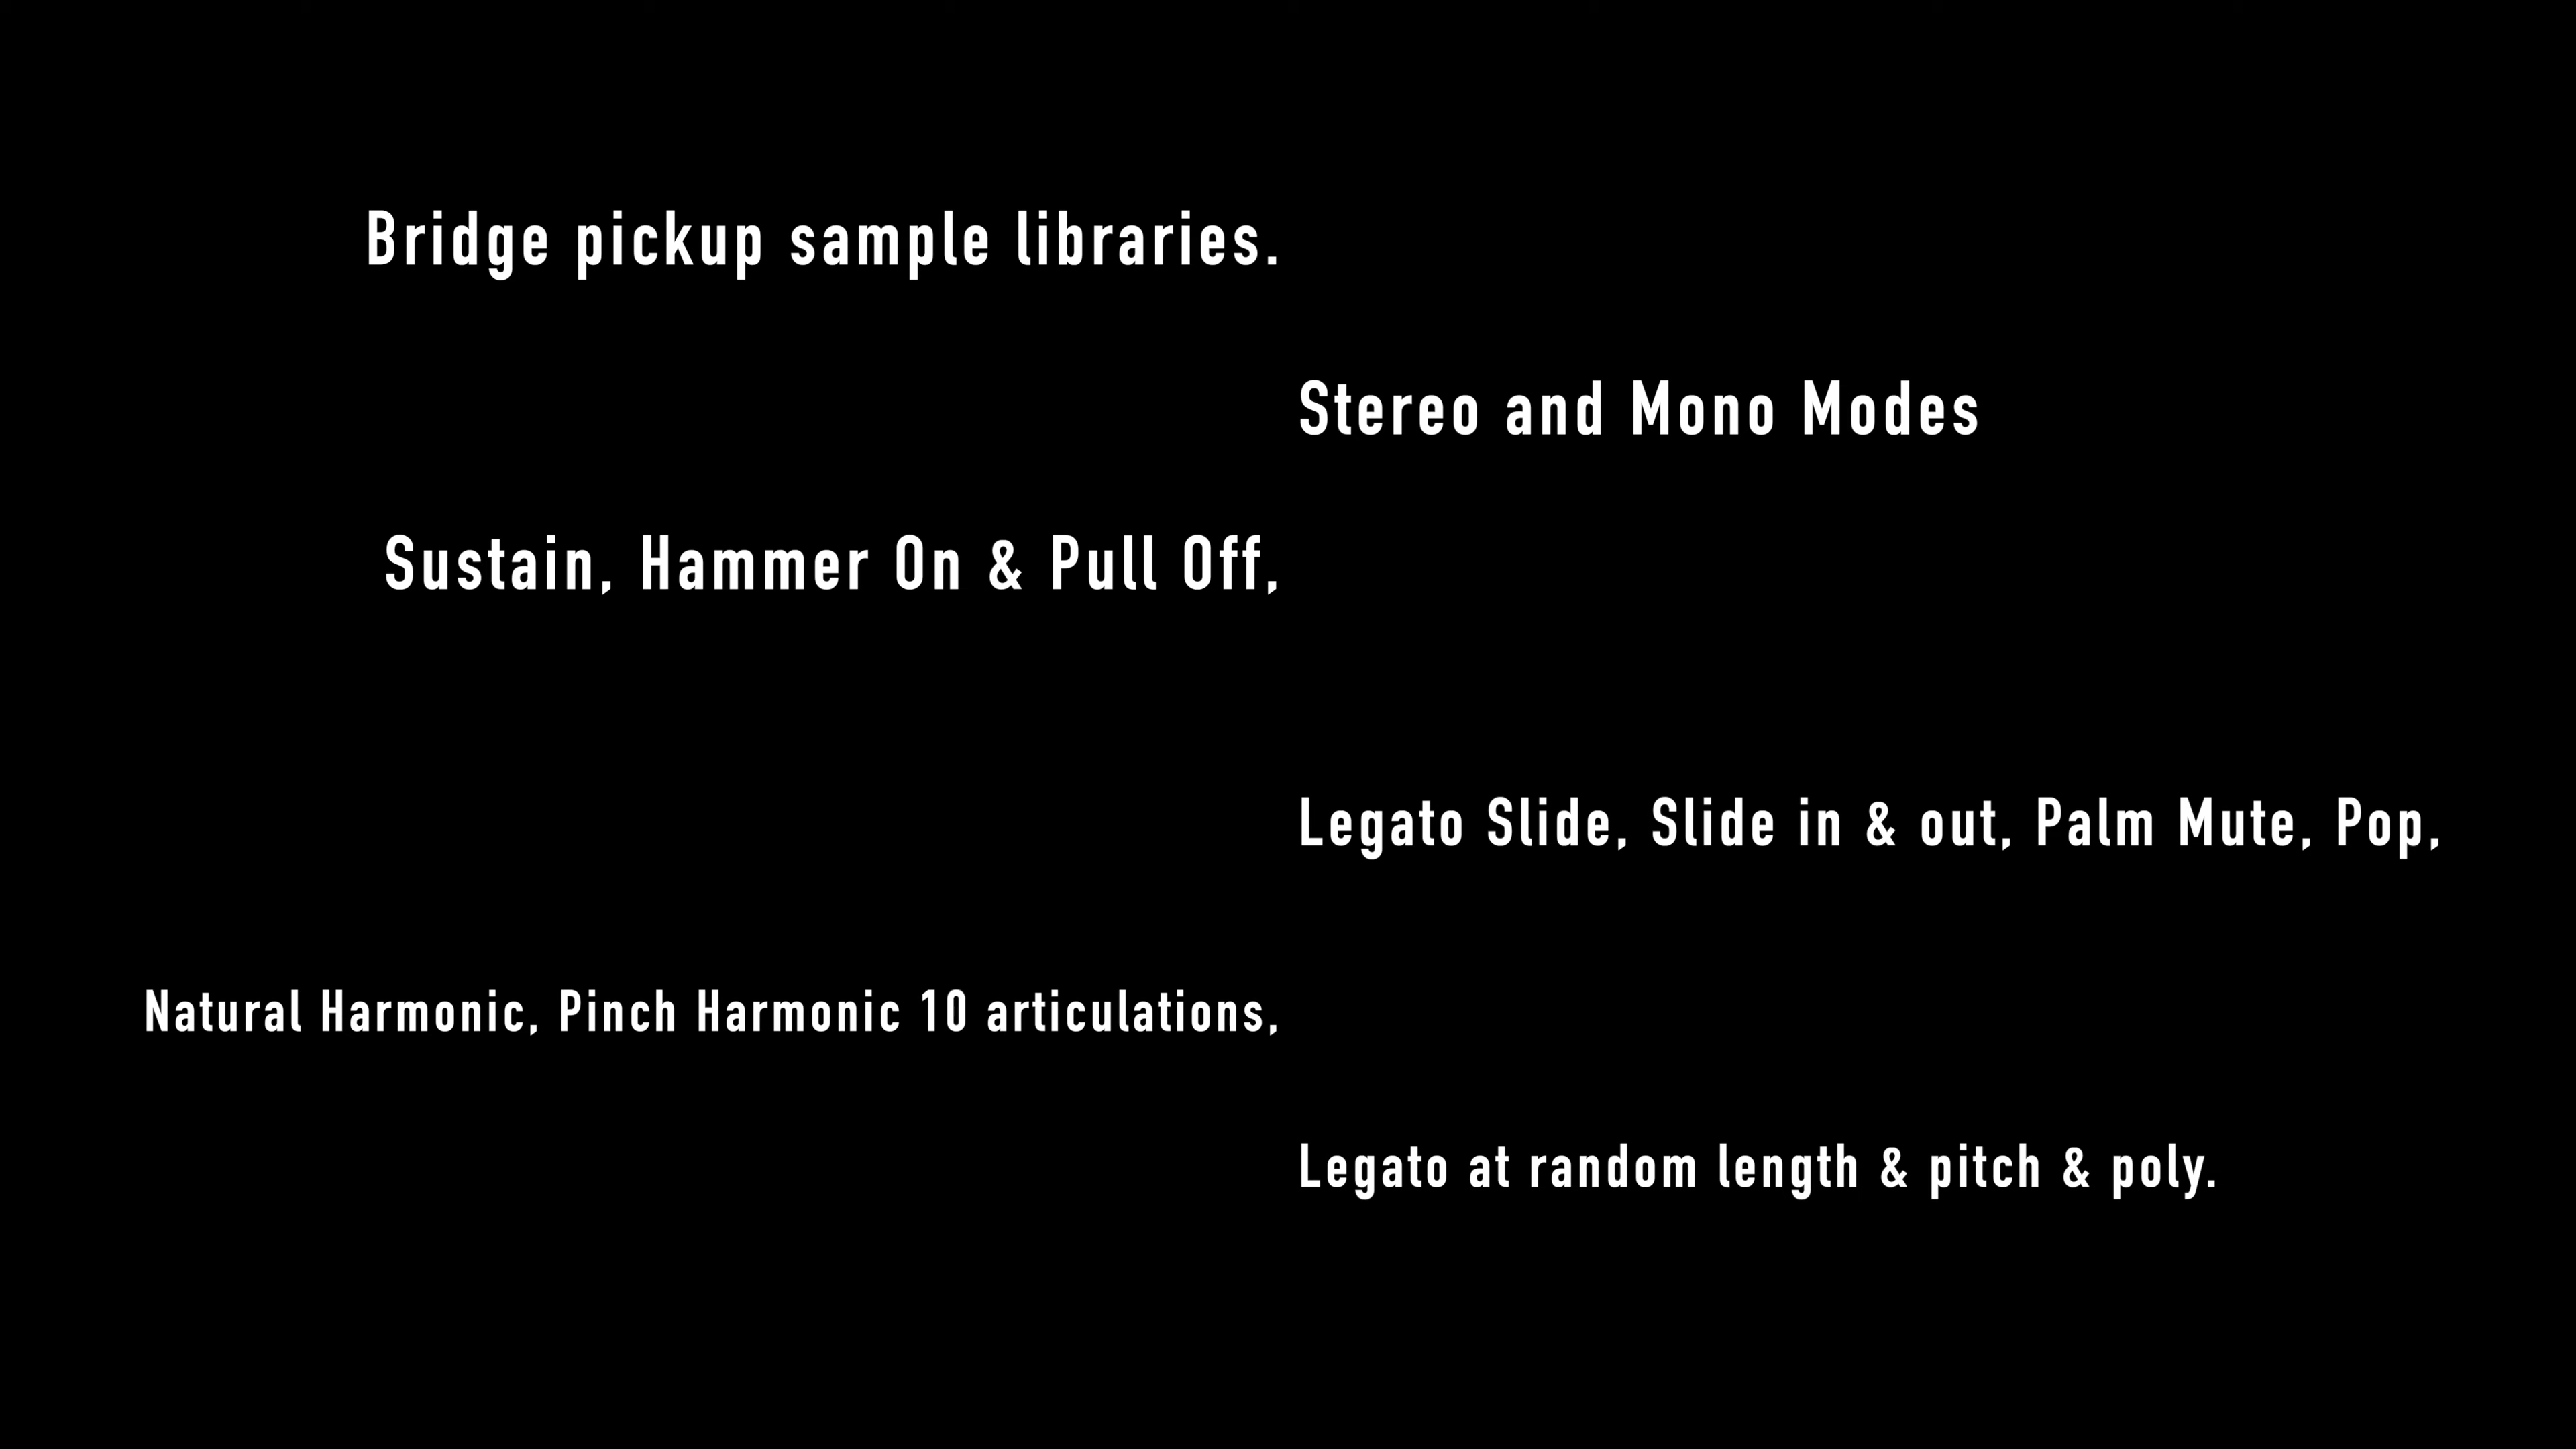 Bridge pickup sample libraries.
Stereo and Mono Modes
Sustain, Hammer On & Pull Off,
Legato Slide, Slide in & out, Palm Mute, Pop,
Natural Harmonic, Pinch Harmonic 10 articulations,
Legato at random length & pitch & poly.